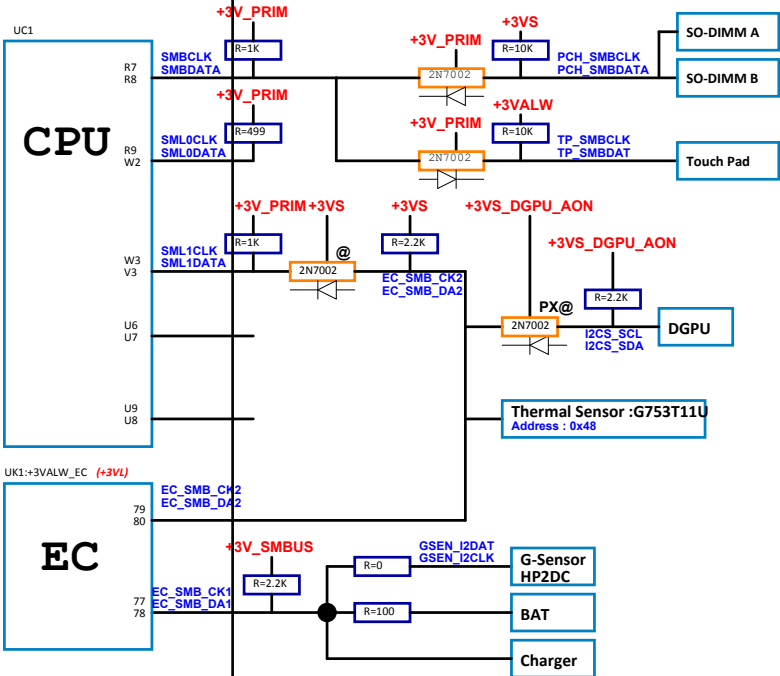 UC1
CPU
R7
R8
SMBCLK
SMBDATA
+3V_PRIM
R=1K
+3V_PRIM
2N7002
+3VS
R=10K
PCH_SMBCLK
PCH_SMBDATA
SO-DIMM A
SO-DIMM B
R9
W2
SML0CLK
SML0DATA
+3V_PRIM
R=499
+3V_PRIM
2N7002
+3VALW
R=10K
TP_SMBCLK
TP_SMBDAT
Touch Pad
W3
V3
SML1CLK
SML1DATA
+3V_PRIM
R=1K
+3VS
@
2N7002
+3VS
R=2.2K
EC_SMB_CK2
EC_SMB_DA2
+3VS_DGPU_AON
PX@
2N7002
+3VS_DGPU_AON
R=2.2K
I2CS_SCL
I2CS_SDA
DGPU
U6
U7
U9
U8
Thermal Sensor :G753T11U
Address : 0x48
UK1:+3VALW_EC (+3VL)
EC
79
80
EC_SMB_CK2
EC_SMB_DA2
77
78
EC_SMB_CK1
EC_SMB_DA1
+3V_SMBUS
R=2.2K
R=0
GSEN_I2DAT
GSEN_I2CLK
G-Sensor
HP2DC
R=100
BAT
Charger